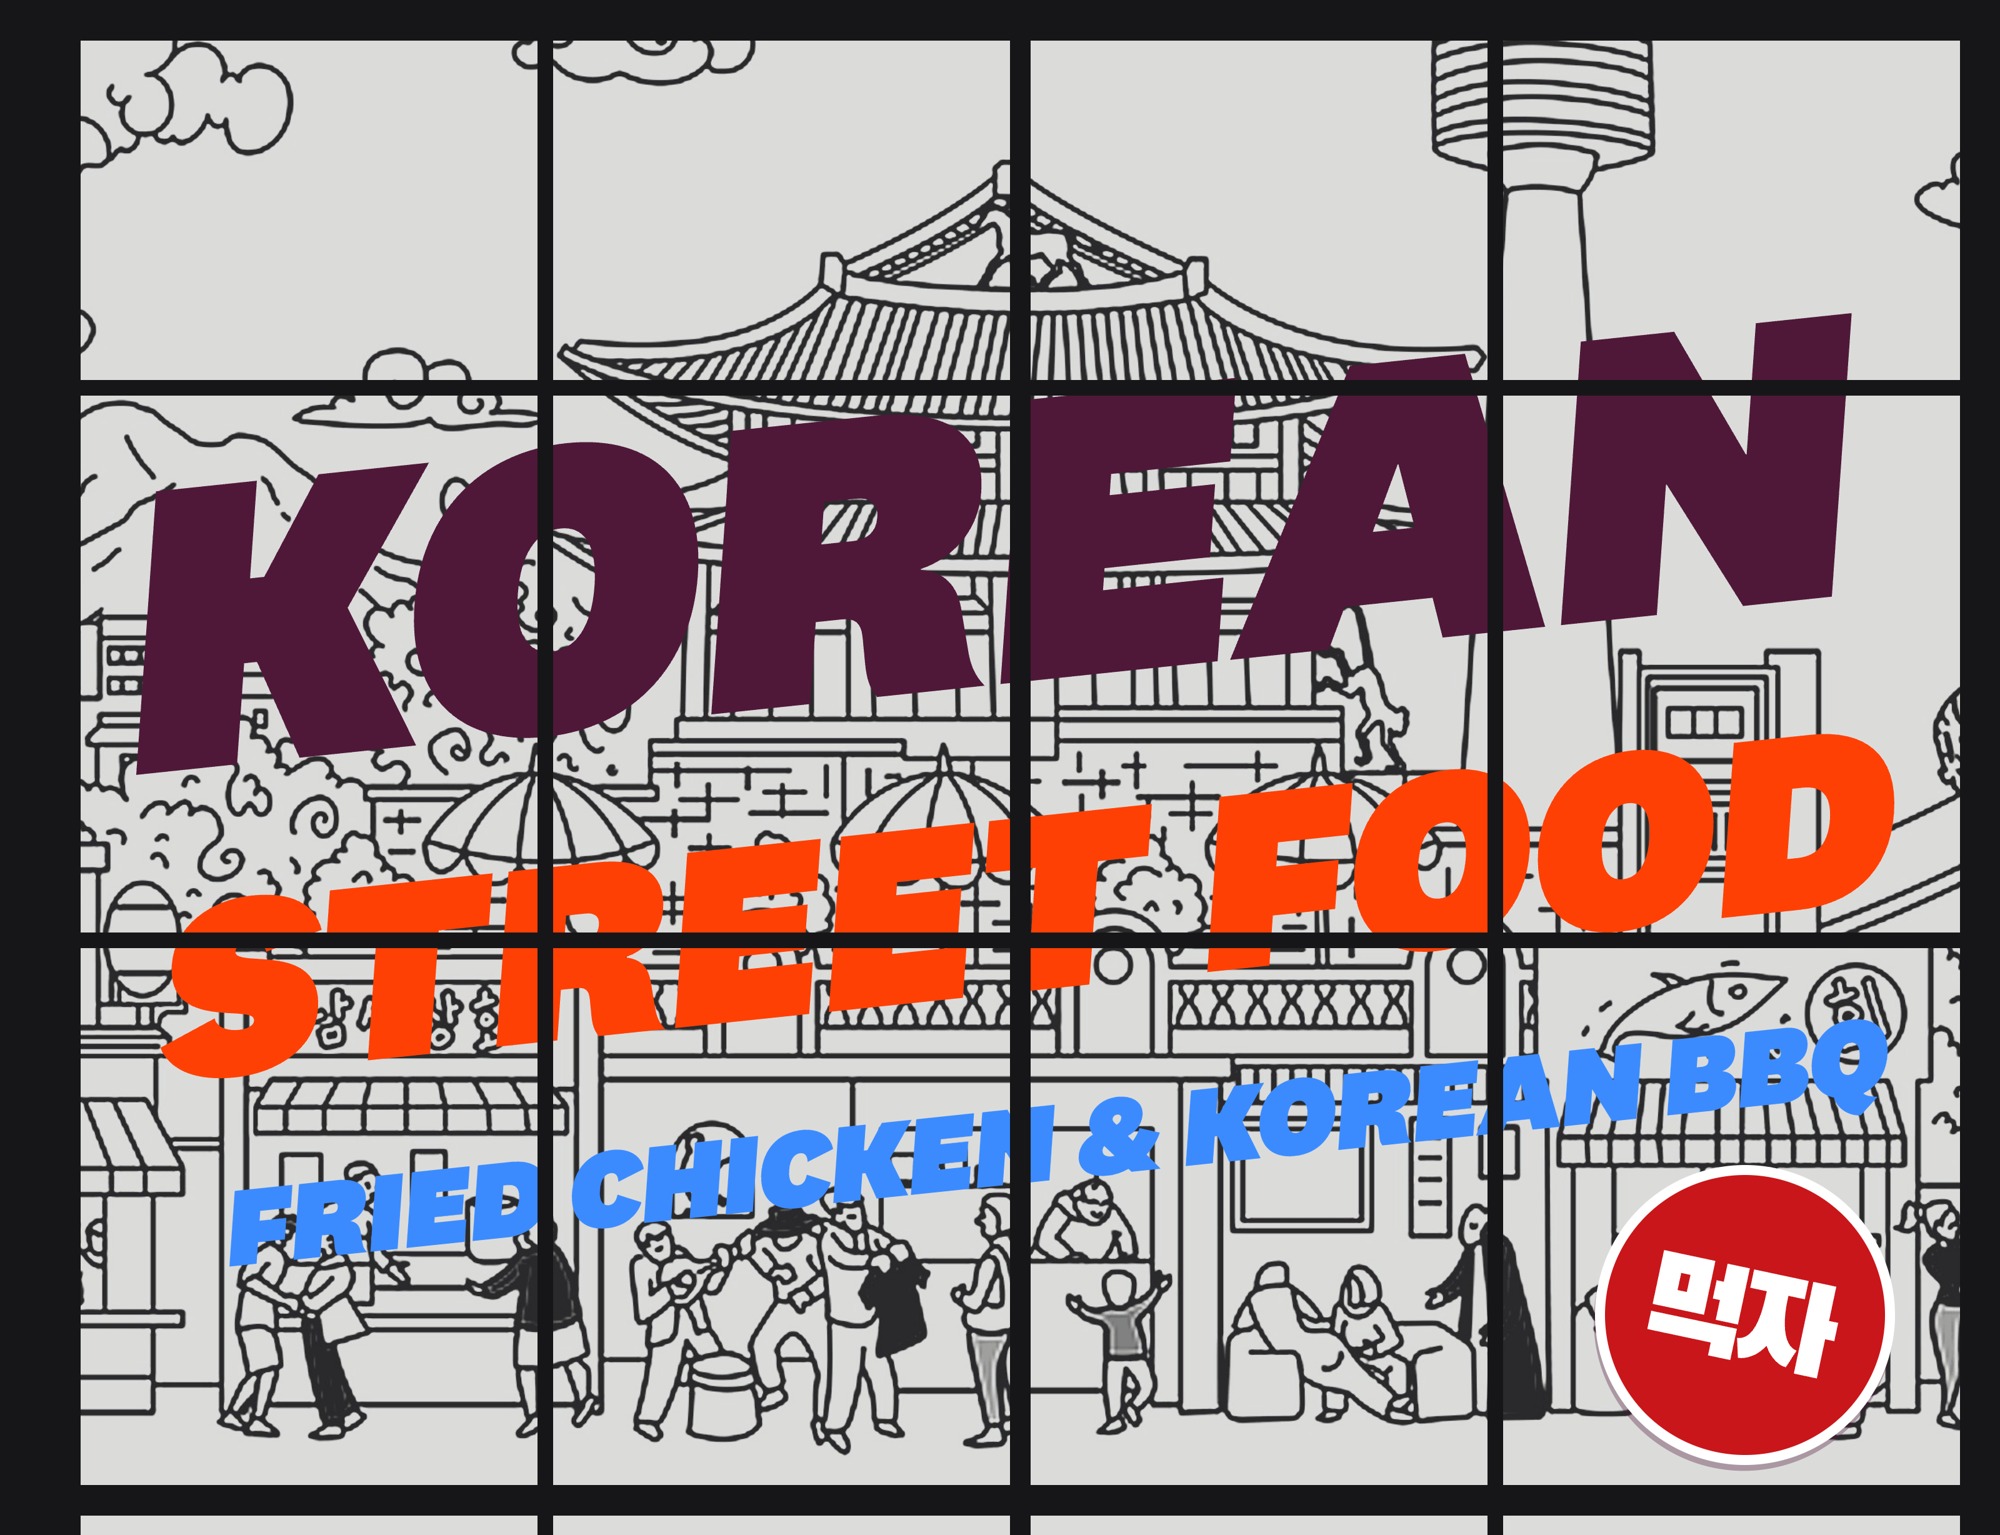 KOREAN
STREET FOOD
FRIED CHICKEN & KOREAN BBQ
먹자